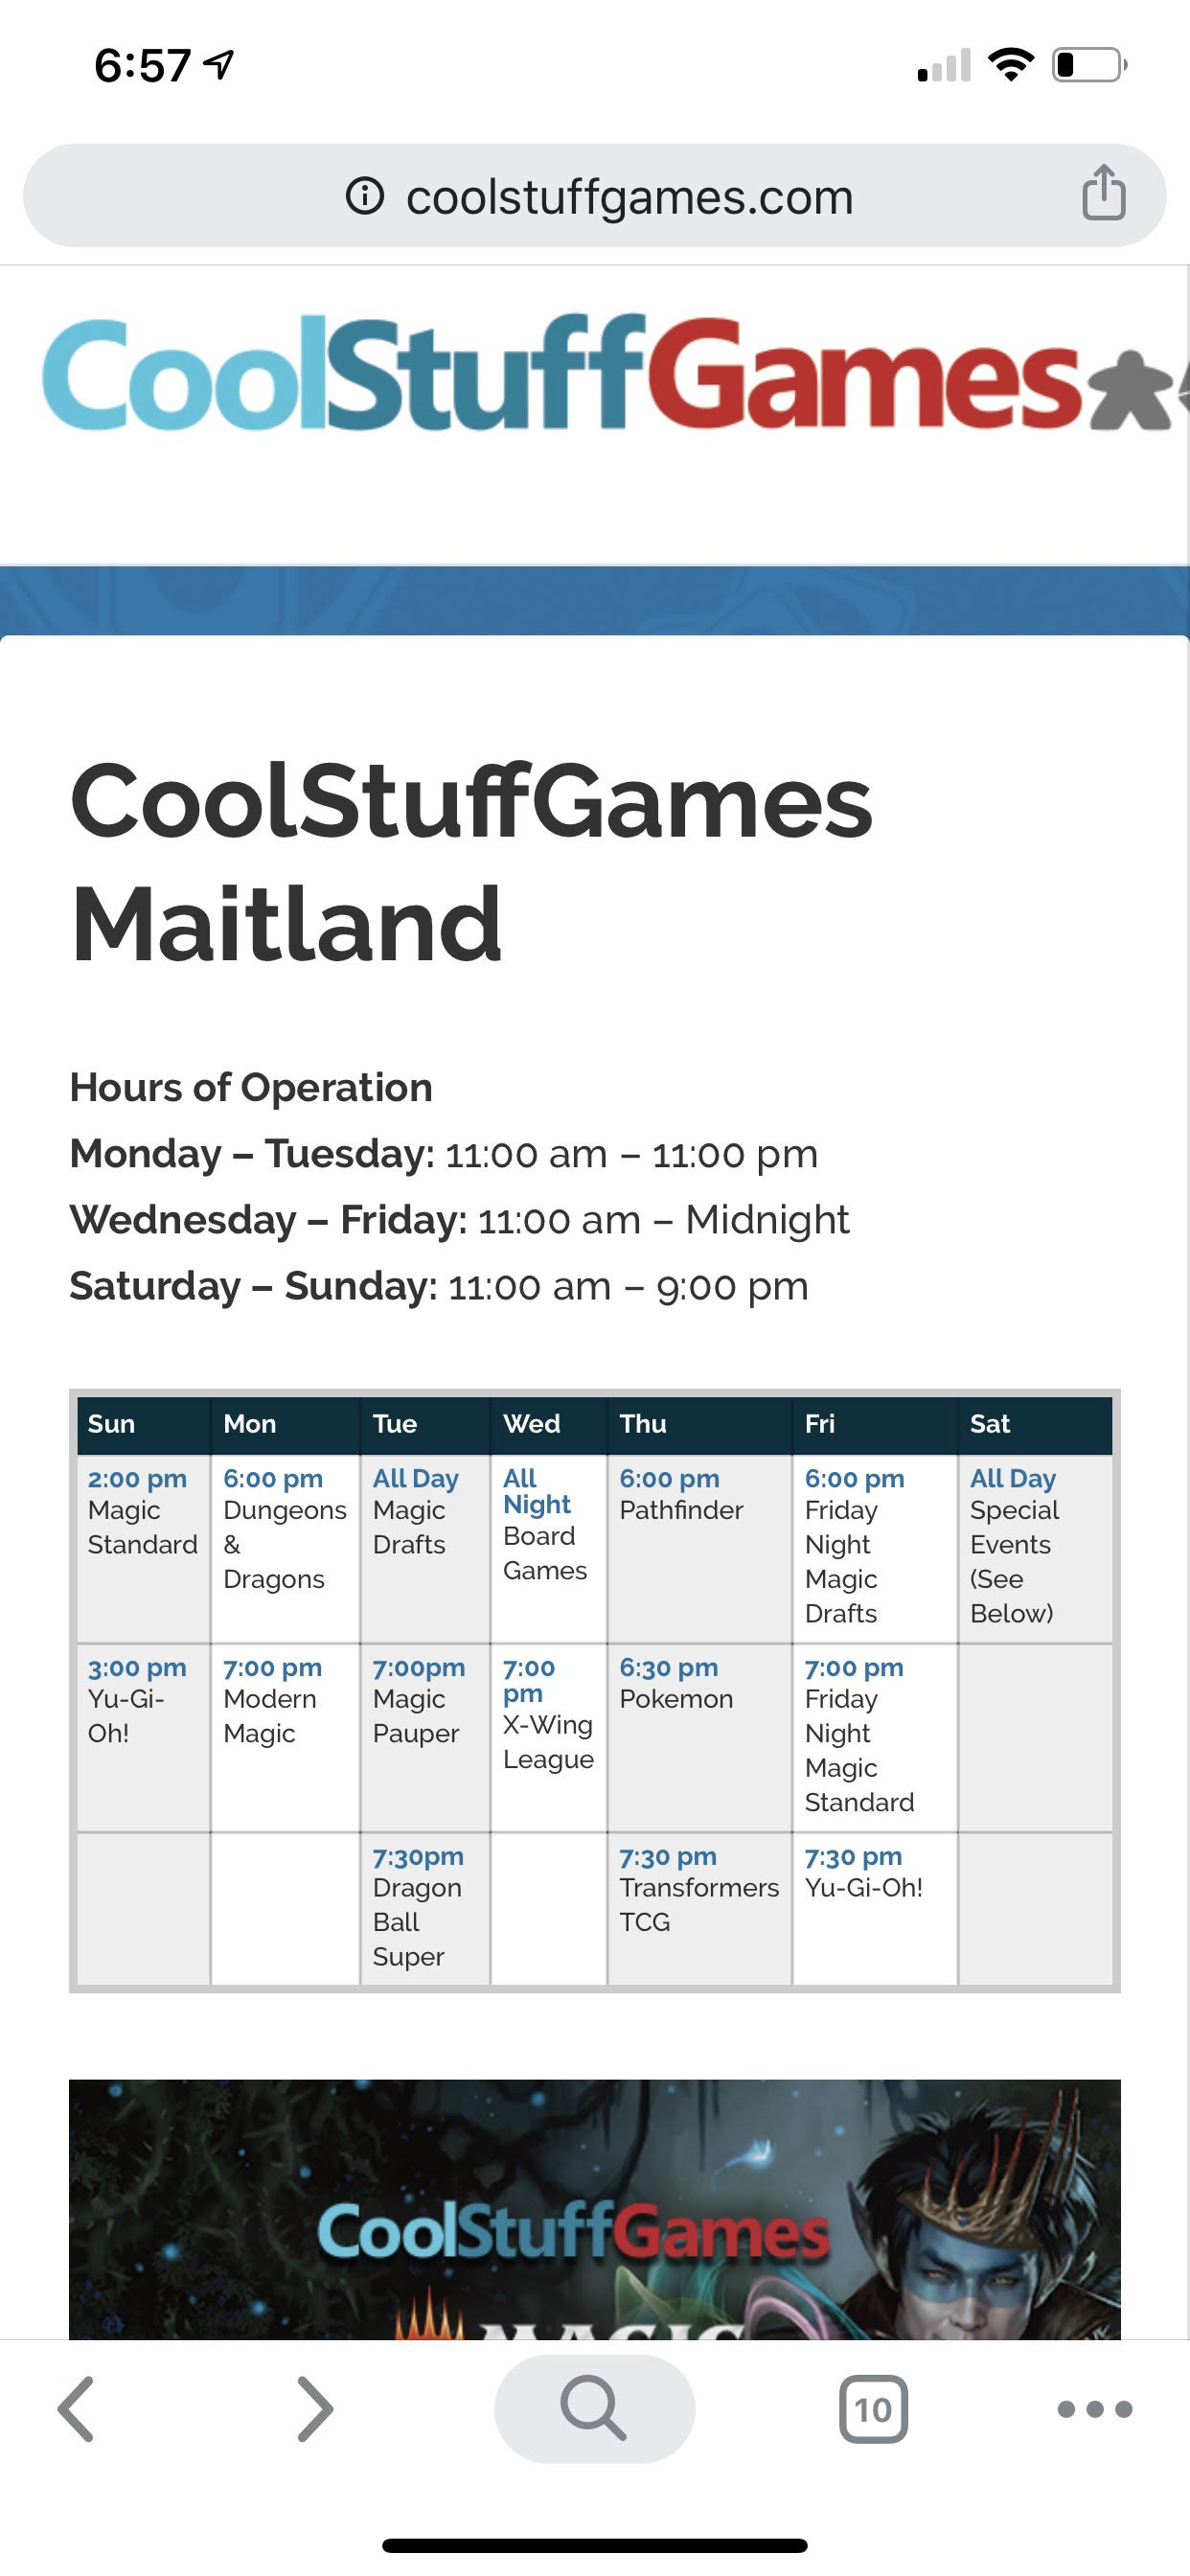 6:57
coolstuffgames.com
CoolStuffGames
CoolStuffGames
Maitland
Hours of Operation
Monday – Tuesday: 11:00 am – 11:00 pm
Wednesday – Friday: 11:00 am – Midnight
Saturday – Sunday: 11:00 am – 9:00 pm
Sun Mon Tue Wed Thu Fri Sat
2:00 pm
Magic
Standard
6:00 pm
Dungeons
&
Dragons
All Day
Magic
Drafts
All
Night
Board
Games
6:00 pm
Pathfinder
6:00 pm
Friday
Night
Magic
Drafts
All Day
Special
Events
(See
Below)
3:00 pm
Yu-Gi-
Oh!
7:00 pm
Modern
Magic
7:00pm
Magic
Pauper
7:00
pm
X-Wing
League
6:30 pm
Pokemon
7:00 pm
Friday
Night
Magic
Standard
7:30pm
Dragon
Ball
Super
7:30 pm
Transformers
TCG
7:30 pm
Yu-Gi-Oh!
CoolStuffGames
MAGIC
10